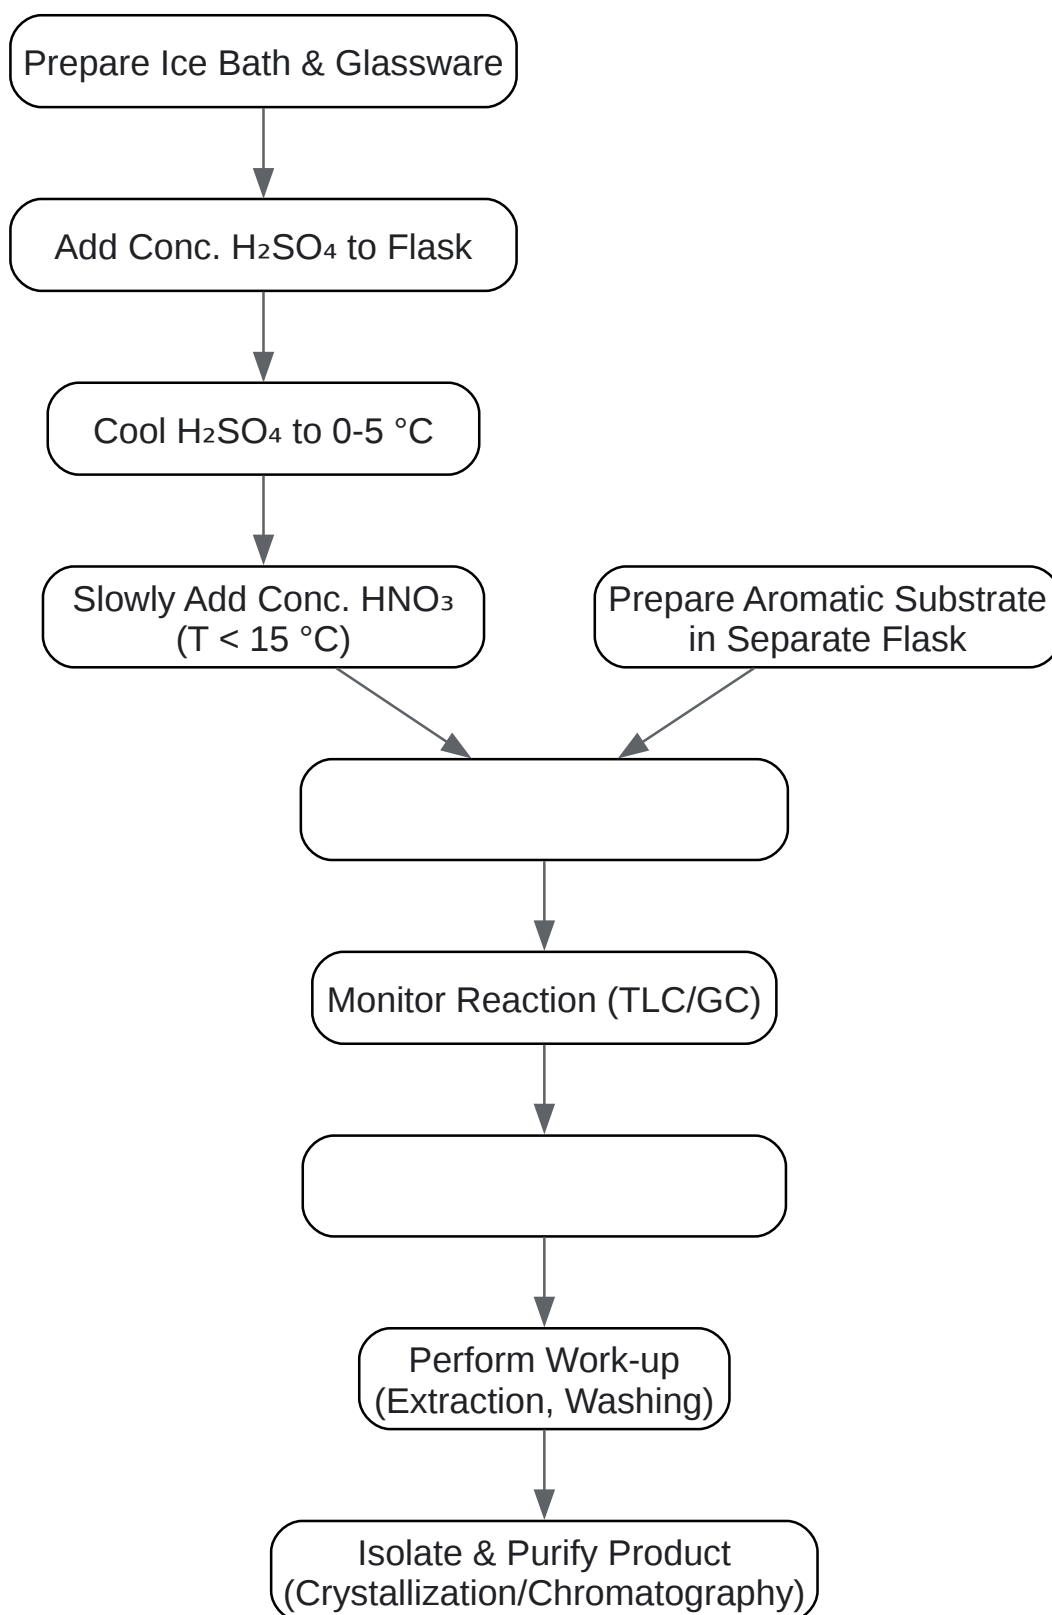 Prepare Ice Bath & Glassware
Add Conc. H₂SO₄ to Flask
Cool H₂SO₄ to 0-5 °C
Slowly Add Conc. HNO₃
(T < 15 °C)
Prepare Aromatic Substrate
in Separate Flask
Monitor Reaction (TLC/GC)
Perform Work-up
(Extraction, Washing)
Isolate & Purify Product
(Crystallization/Chromatography)